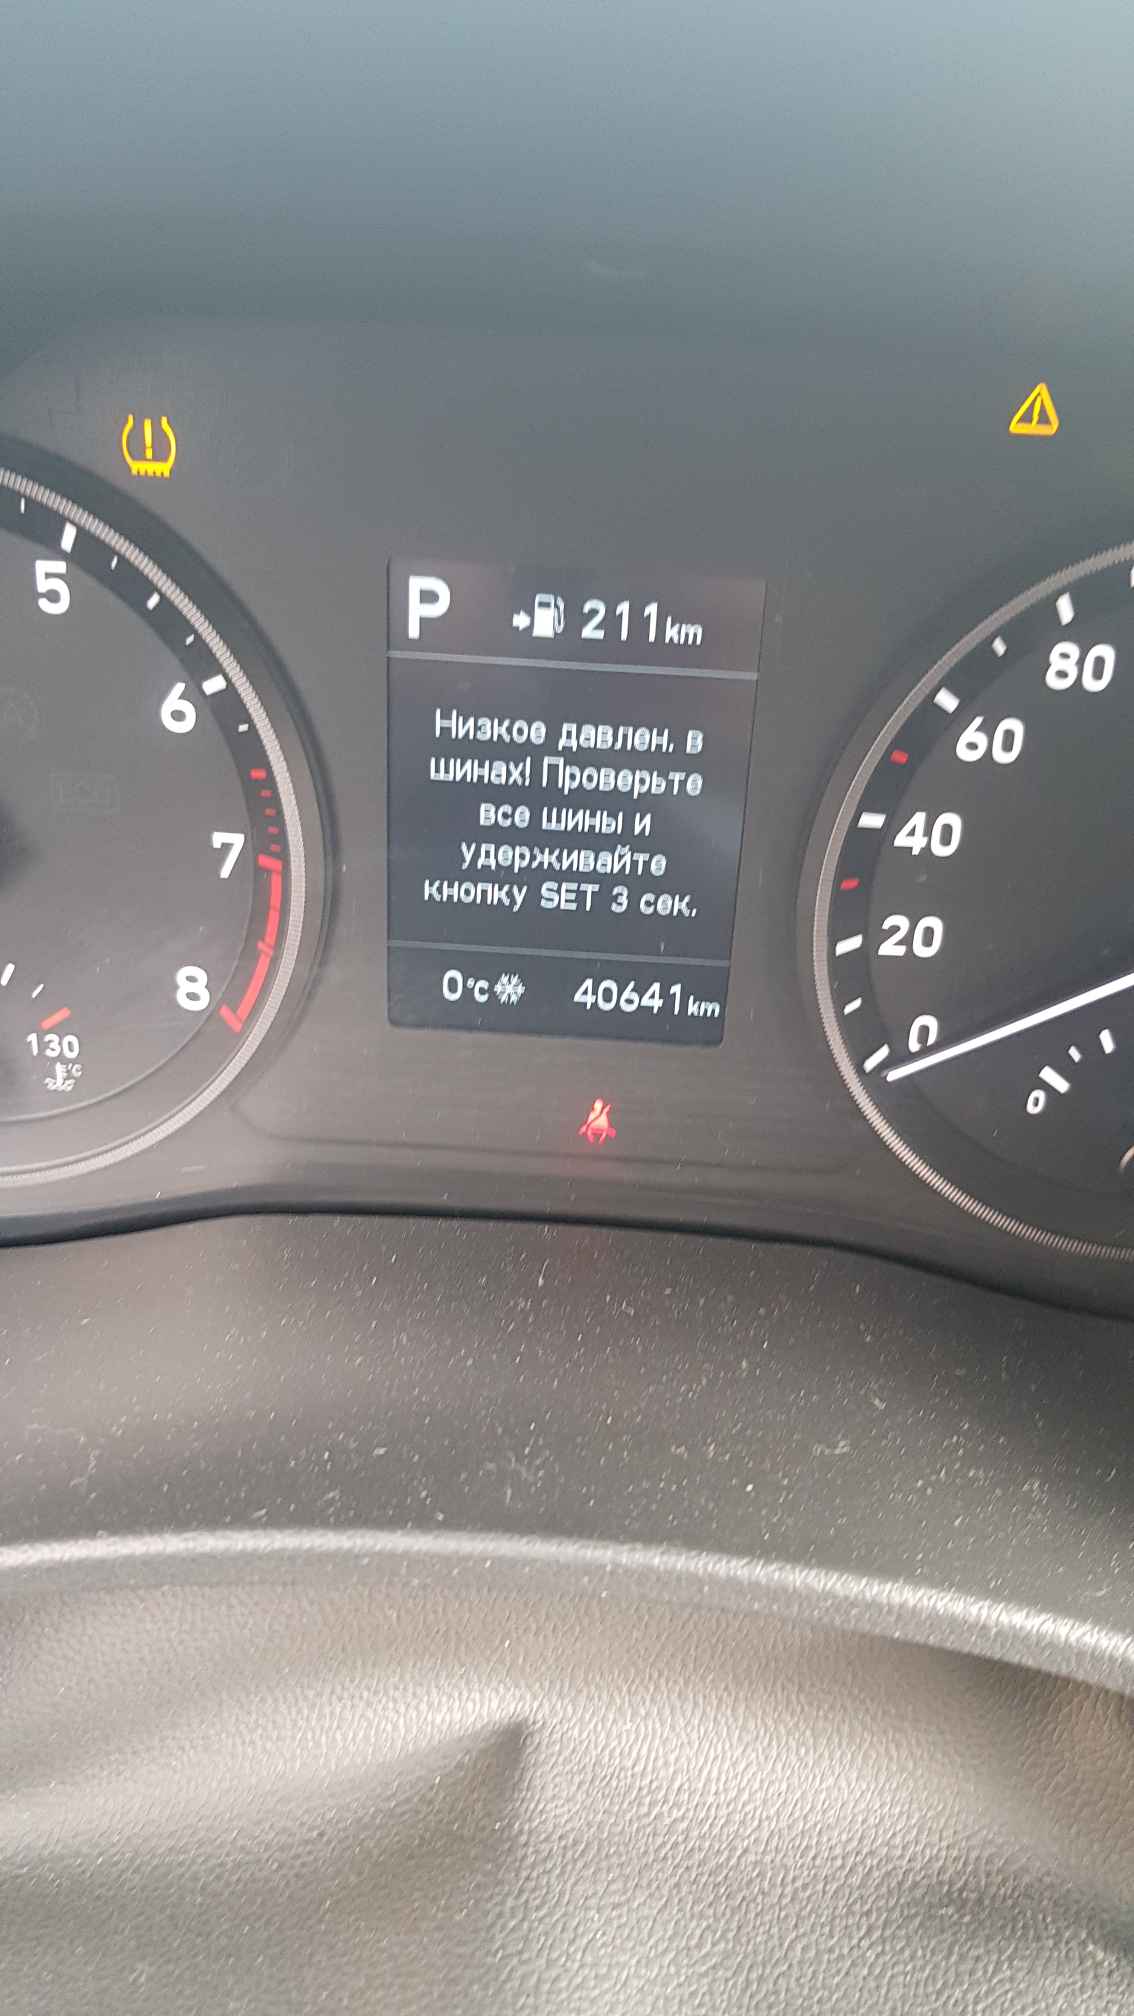 5
6
7
8
130
°C
P 211km
Низкое давлен. в
шинах! Проверьте
все шины и
удерживайте
кнопку SET 3 сек.
0°C 40641km
80
60
40
20
0
0